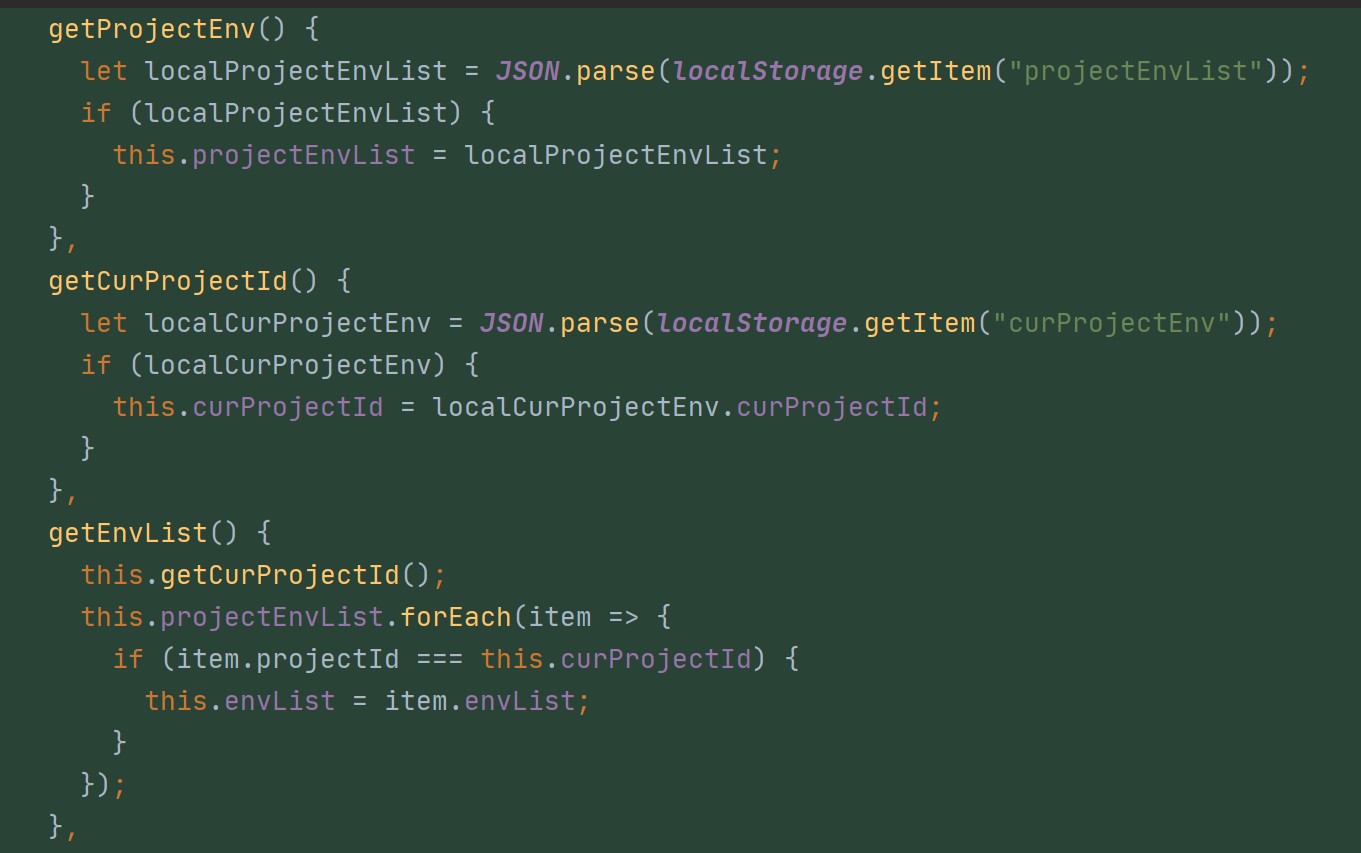 getProjectEnv() {
  let localProjectEnvList = JSON.parse(localStorage.getItem("projectEnvList"));
  if (localProjectEnvList) {
    this.projectEnvList = localProjectEnvList;
  }
},
getCurProjectId() {
  let localCurProjectEnv = JSON.parse(localStorage.getItem("curProjectEnv"));
  if (localCurProjectEnv) {
    this.curProjectId = localCurProjectEnv.curProjectId;
  }
},
getEnvList() {
  this.getCurProjectId();
  this.projectEnvList.forEach(item => {
    if (item.projectId === this.curProjectId) {
      this.envList = item.envList;
    }
  });
},